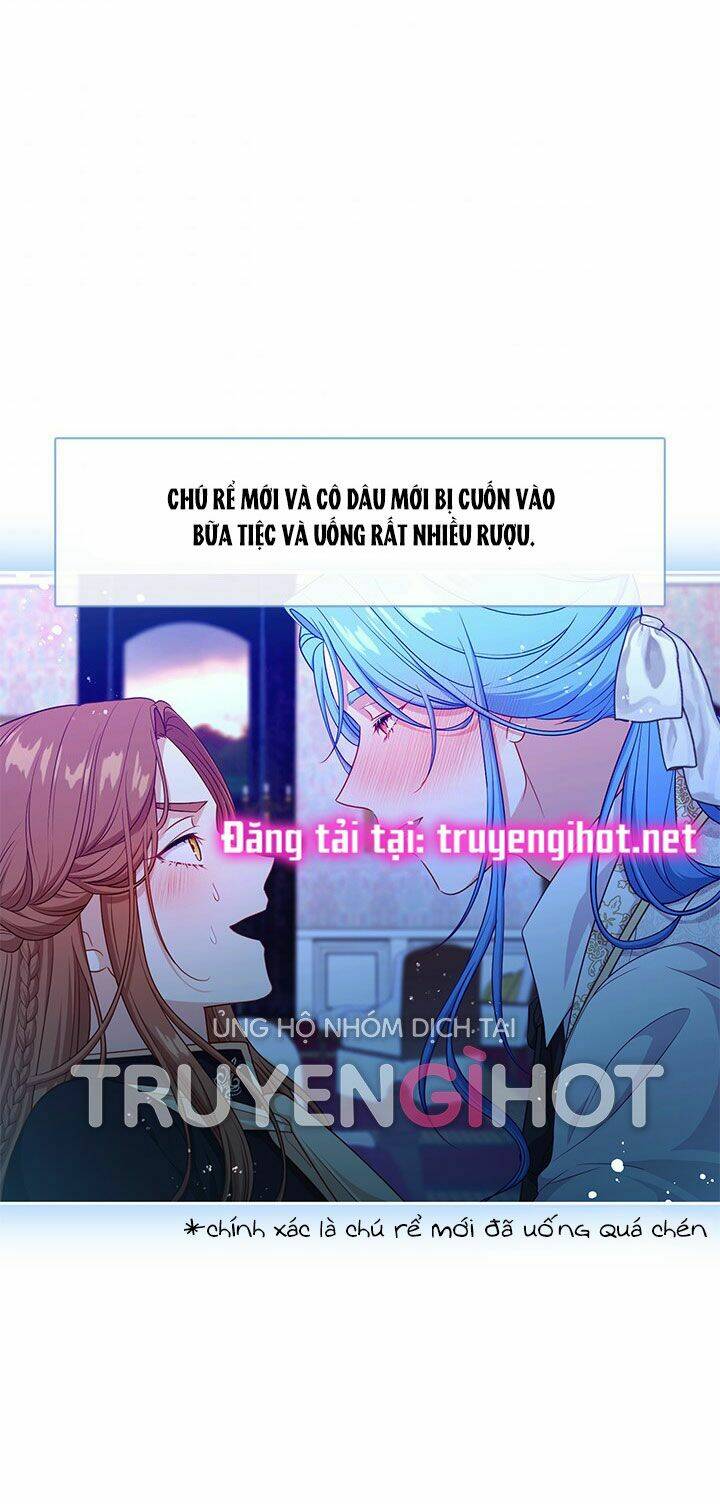 CHÚ RỂ MỚI VÀ CÔ DÂU MỚI BỊ CUỐN VÀO
BỮA TIỆC VÀ UỐNG RẤT NHIỀU RƯỢU.
Đăng tải tại: truyengihot.net
ỦNG HỘ NHÓM DỊCH TẠI
TRUYENGÌHOT
*chính xác là chú rể mới đã uống quá chén